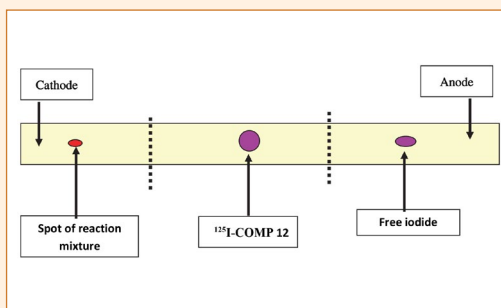 Cathode
Anode
Spot of reaction
mixture
¹²⁵I-COMP 12
Free iodide